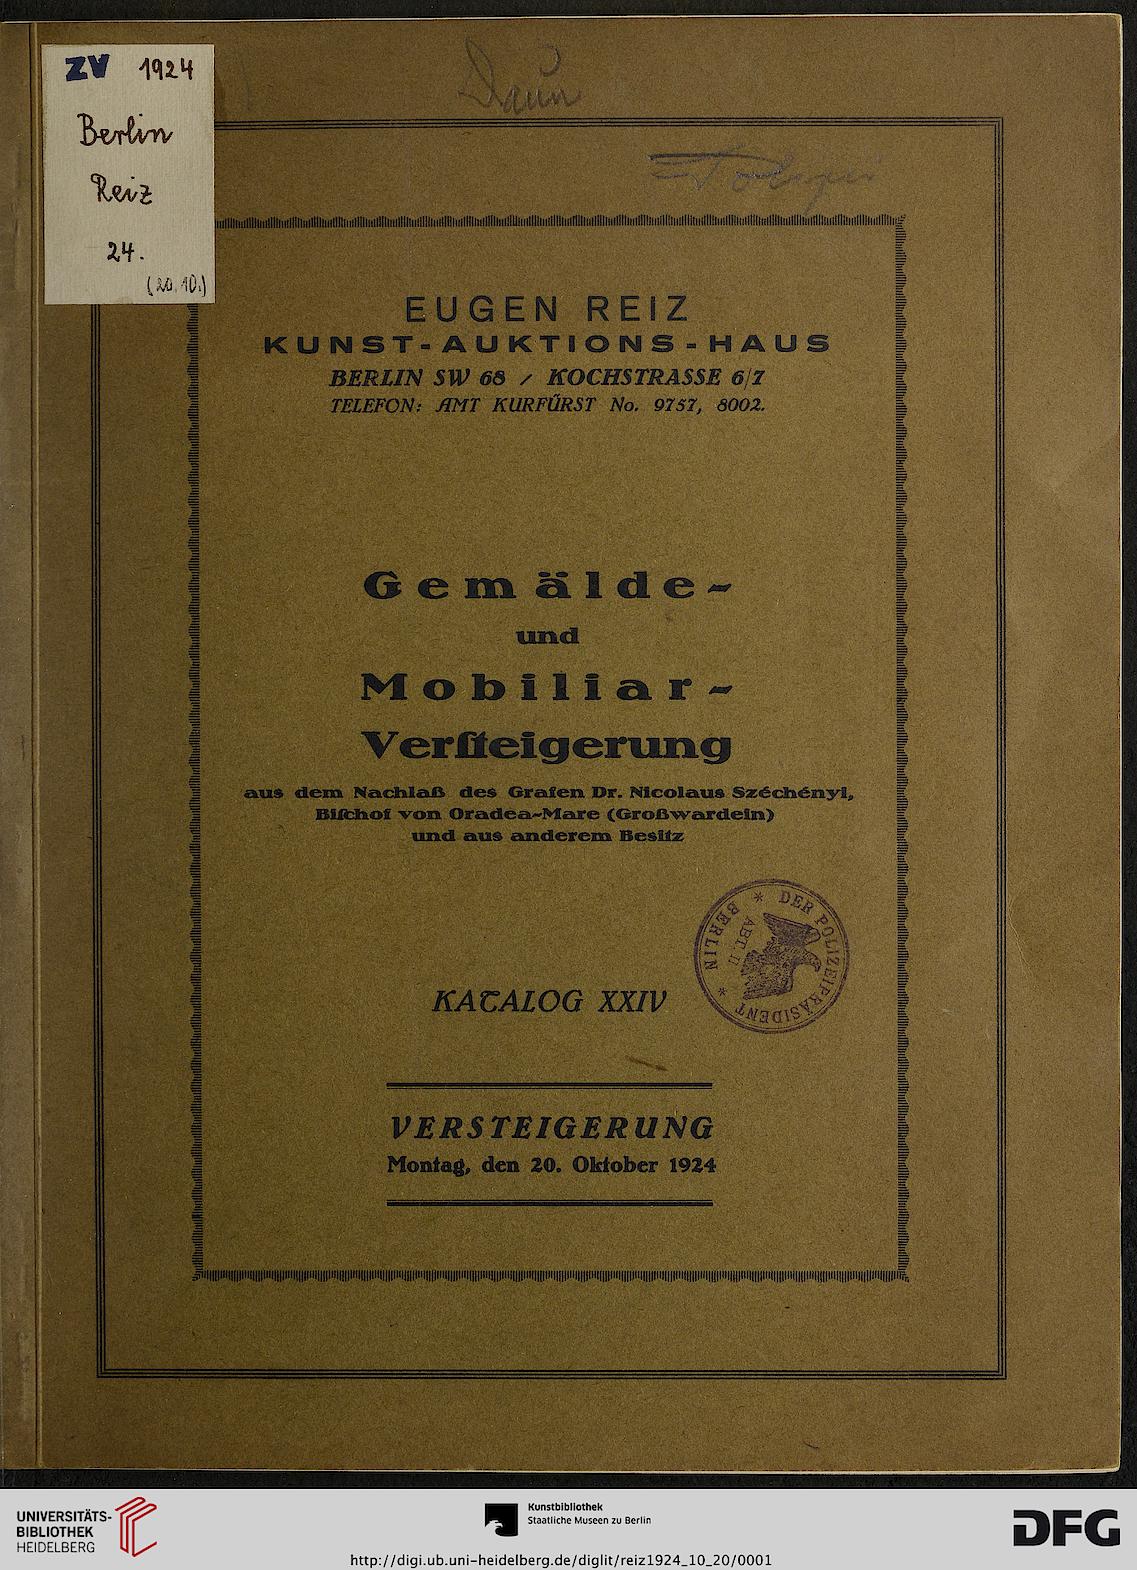 Daun
ZV 1924
Berlin
Reiz
24.
(20.10.)
EUGEN REIZ
KUNST-AUKTIONS-HAUS
BERLIN SW 68 / KOCHSTRASSE 6/7
TELEFON: AMT KURFÜRST No. 9757, 8002.
Gemälde-
und
Mobiliar-
Verſteigerung
aus dem Nachlaß des Grafen Dr. Nicolaus Széchényi,
Biſchof von Oradea-Mare (Großwardein)
und aus anderem Besitz
* DER POLIZEIPRÄSIDENT * BERLIN
ABT. II
KATALOG XXIV
VERSTEIGERUNG
Montag, den 20. Oktober 1924
UNIVERSITÄTS-
BIBLIOTHEK
HEIDELBERG
Kunstbibliothek
Staatliche Museen zu Berlin
DFG
http://digi.ub.uni-heidelberg.de/diglit/reiz1924_10_20/0001